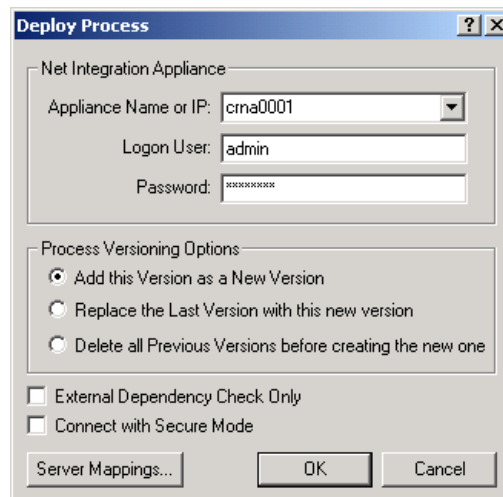 Deploy Process
Net Integration Appliance
Appliance Name or IP: crna0001
Logon User: admin
Password: ********
Process Versioning Options
Add this Version as a New Version
Replace the Last Version with this new version
Delete all Previous Versions before creating the new one
External Dependency Check Only
Connect with Secure Mode
Server Mappings... OK Cancel